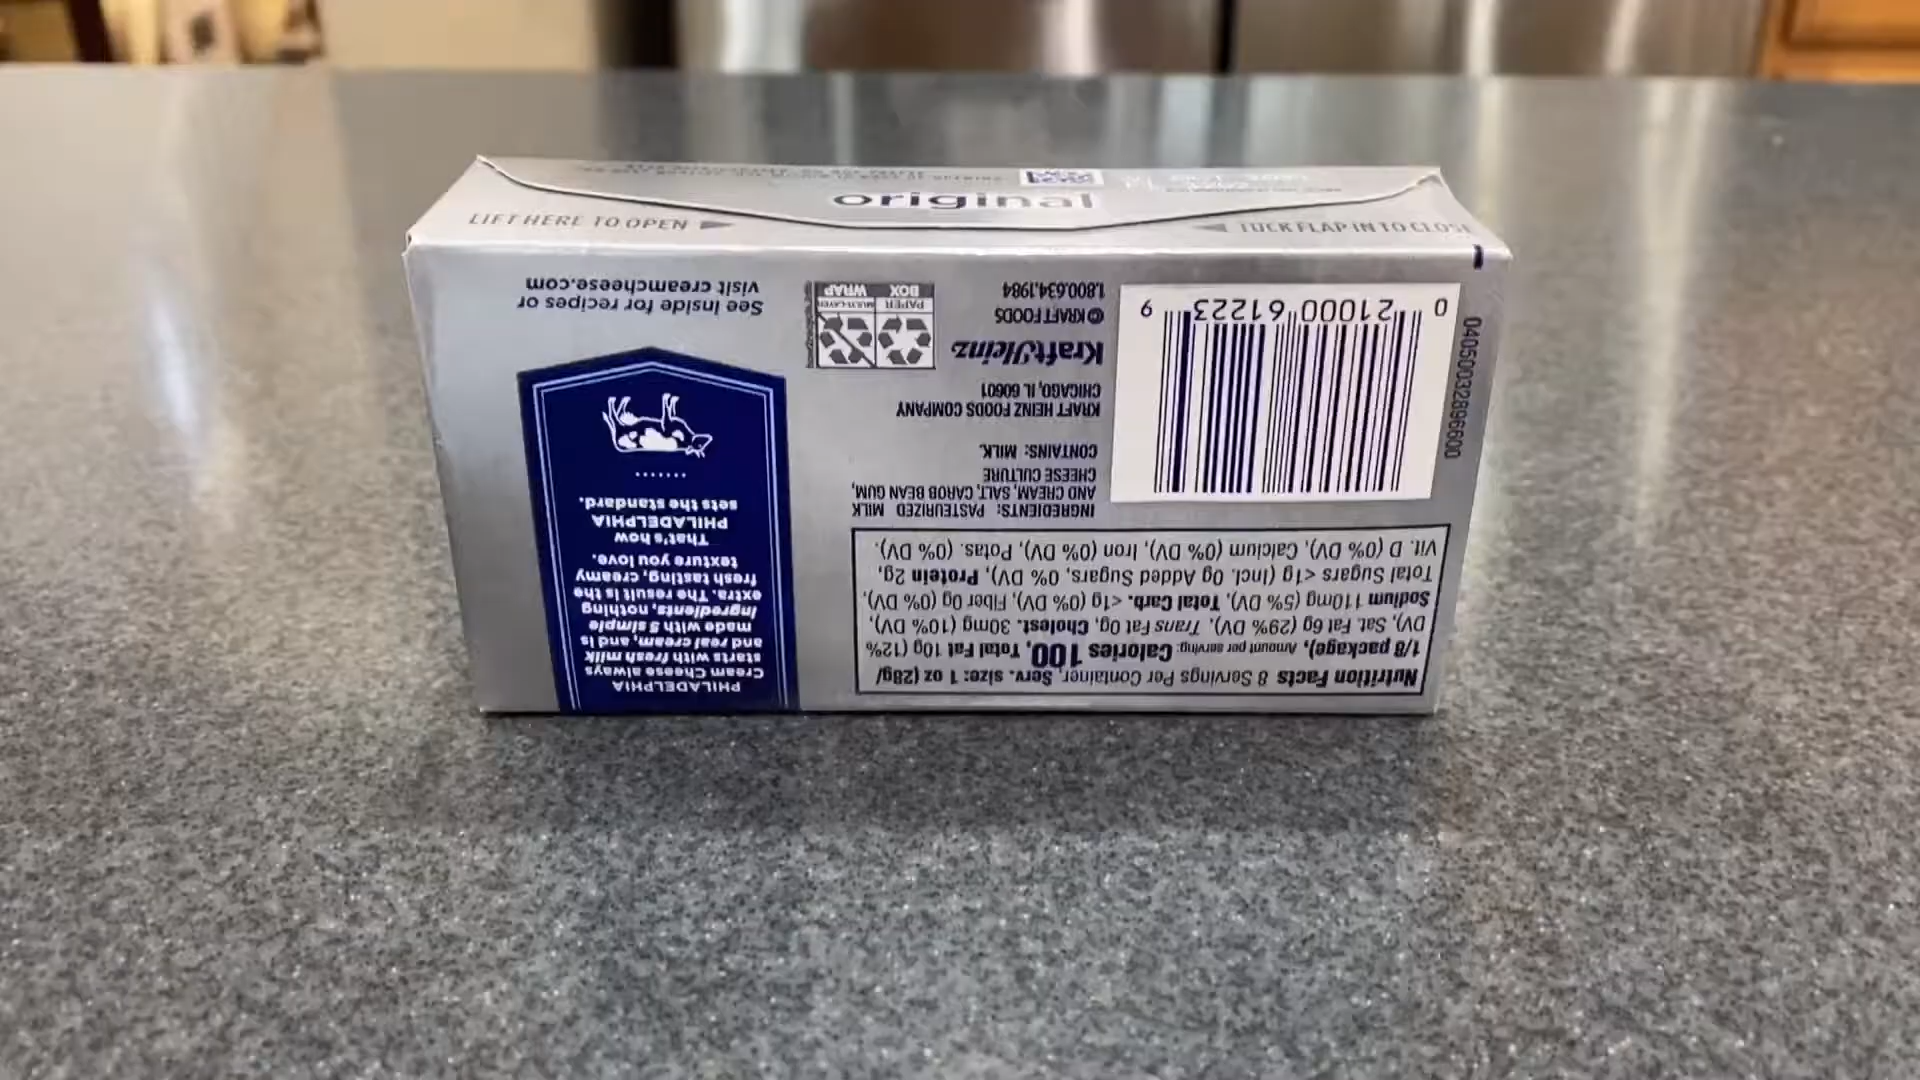 original
LIFT HERE TO OPEN
TUCK FLAP IN TO CLOSE
Nutrition Facts 8 Servings Per Container, Serv. size: 1 oz (28g/
1/8 package), Amount per serving: Calories 100, Total Fat 10g (12%
DV), Sat. Fat 6g (29% DV), Trans Fat 0g, Cholest. 30mg (10% DV),
Sodium 110mg (5% DV), Total Carb. <1g (0% DV), Fiber 0g (0% DV),
Total Sugars <1g (Incl. 0g Added Sugars, 0% DV), Protein 2g,
Vit. D (0% DV), Calcium (0% DV), Iron (0% DV), Potas. (0% DV).
INGREDIENTS: PASTEURIZED MILK
AND CREAM, SALT, CAROB BEAN GUM,
CHEESE CULTURE
CONTAINS: MILK.
KRAFT HEINZ FOODS COMPANY
CHICAGO, IL 60601
KraftHeinz
© KRAFT FOODS
1.800.634.1984
PAPER
BOX
MULTI-LAYER
WRAP
0 21000 61223 9
04050032896600
PHILADELPHIA
Cream Cheese always
starts with fresh milk
and real cream, and is
made with 5 simple
ingredients, nothing
extra. The result is the
fresh tasting, creamy
texture you love.
That's how
PHILADELPHIA
sets the standard.
See inside for recipes or
visit creamcheese.com